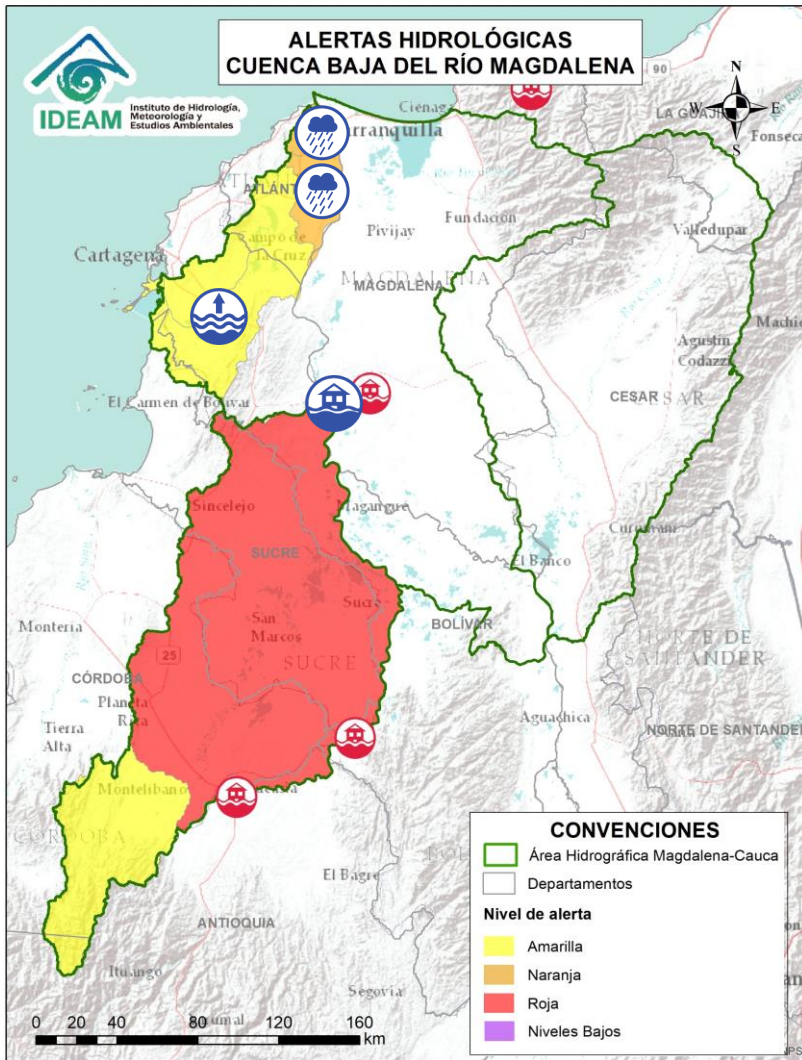 ALERTAS HIDROLÓGICAS
CUENCA BAJA DEL RÍO MAGDALENA
IDEAM
Instituto de Hidrología,
Meteorología y
Estudios Ambientales
N
W
E
S
90
Ciénaga
LA GUAJIRA
Fonseca
Pivijay
Fundación
Valledupar
Campo de
la Cruz
Cartagena
MAGDALENA
MAGDALENA
Agustín
Codazzi
El Carmen de Bolívar
CESAR
CESAR
Sincelejo
Magangué
SUCRE
El Banco
Sucre
BOLÍVAR
San
Marcos
Montería
SUCRE
25
NORTE DE
SANTANDER
CÓRDOBA
Planeta
Rica
Tierra
Alta
Aguachica
NORTE DE SANTANDER
Montelíbano
CÓRDOBA
El Bagre
ANTIOQUIA
Ituango
Segovia
0 20 40 80 120 160
km
CONVENCIONES
Área Hidrográfica Magdalena-Cauca
Departamentos
Nivel de alerta
Amarilla
Naranja
Roja
Niveles Bajos